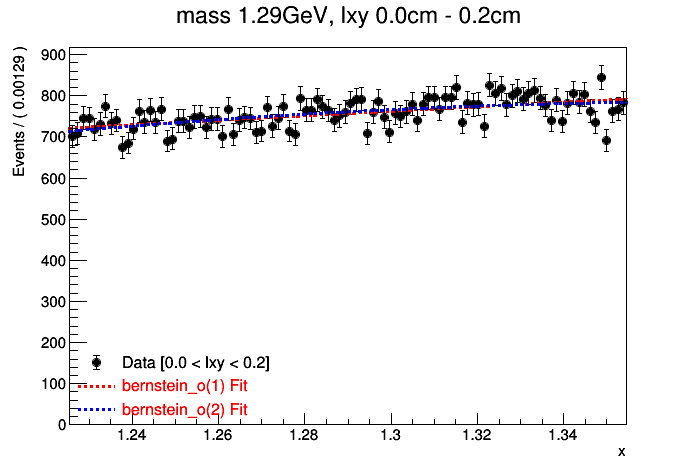 mass 1.29GeV, lxy 0.0cm - 0.2cm
Events / ( 0.00129 )
900
800
700
600
500
400
300
200
100
0
Data [0.0 < lxy < 0.2]
bernstein_o(1) Fit
bernstein_o(2) Fit
1.24 1.26 1.28 1.3 1.32 1.34
x